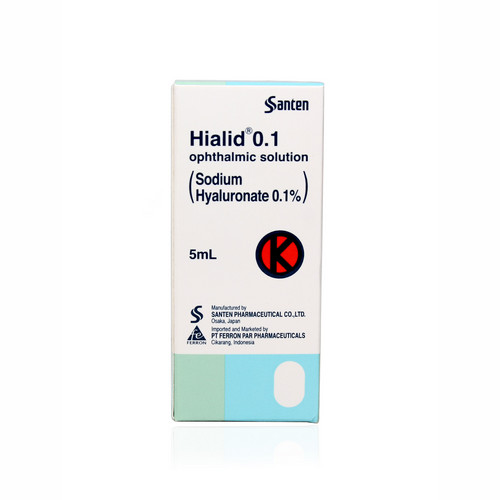 Santen
Hialid® 0.1
ophthalmic solution
(Sodium
Hyaluronate 0.1%)
5mL
K
Manufactured by
SANTEN PHARMACEUTICAL CO.,LTD.
Osaka, Japan
Imported and Marketed by
PT FERRON PAR PHARMACEUTICALS
Cikarang, Indonesia
fe
FERRON